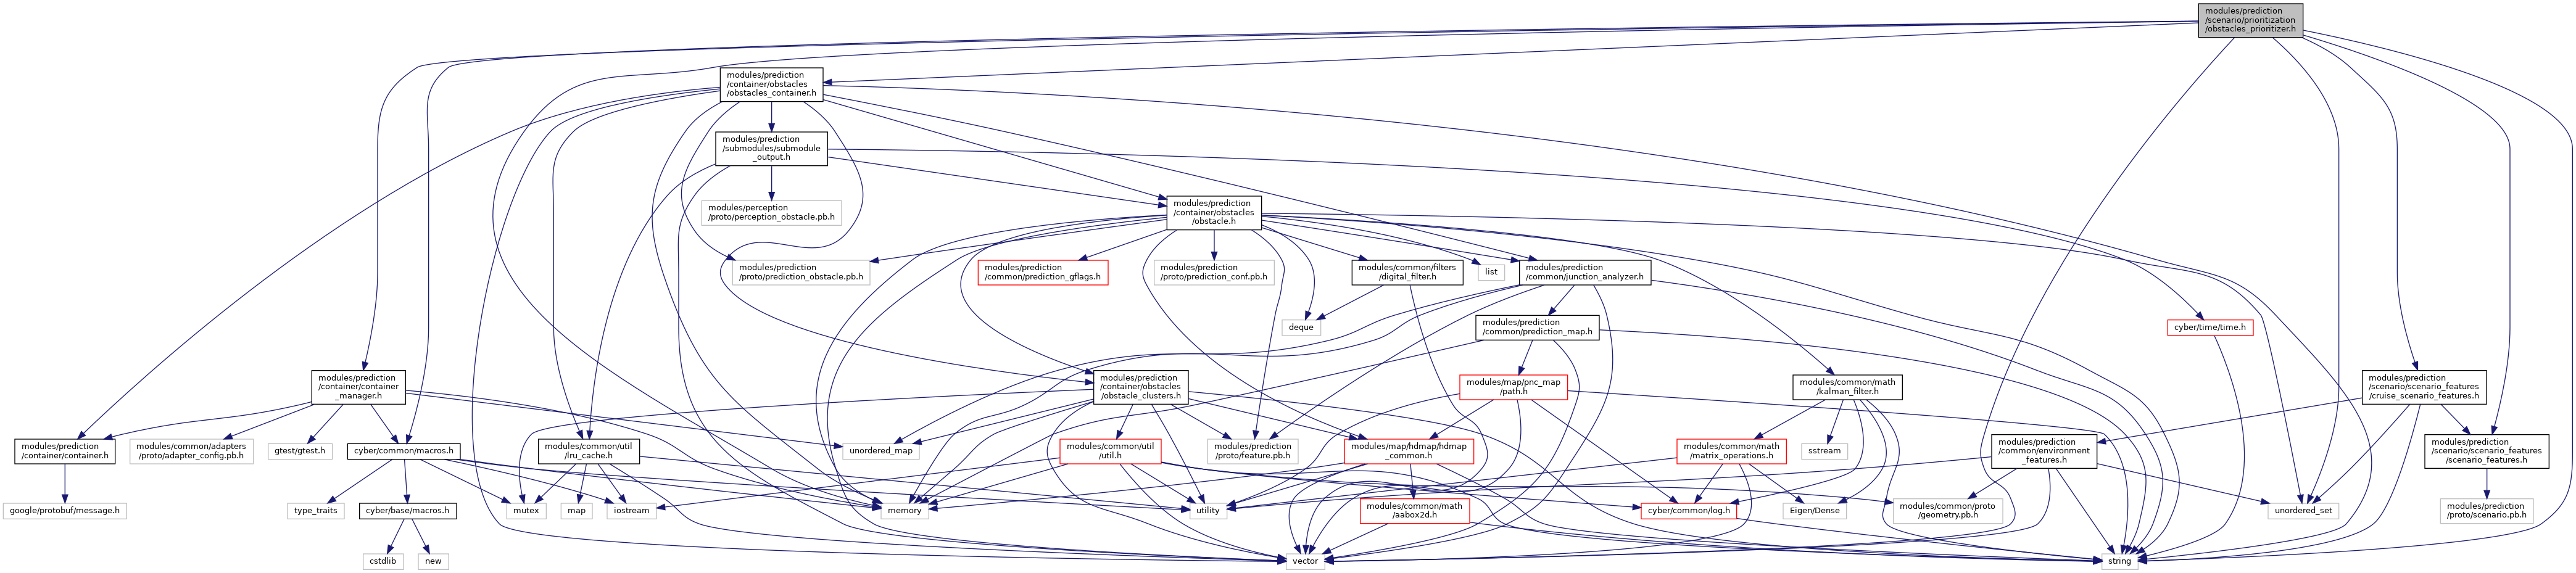 modules/prediction
/scenario/prioritization
/obstacles_prioritizer.h
modules/prediction
/container/obstacles
/obstacles_container.h
modules/prediction
/submodules/submodule
_output.h
modules/perception
/proto/perception_obstacle.pb.h
modules/prediction
/container/obstacles
/obstacle.h
modules/prediction
/proto/prediction_obstacle.pb.h
modules/prediction
/common/prediction_gflags.h
modules/prediction
/proto/prediction_conf.pb.h
modules/common/filters
/digital_filter.h
list
modules/prediction
/common/junction_analyzer.h
deque
modules/prediction
/common/prediction_map.h
cyber/time/time.h
modules/prediction
/container/container
_manager.h
modules/prediction
/container/obstacles
/obstacle_clusters.h
modules/map/pnc_map
/path.h
modules/common/math
/kalman_filter.h
modules/prediction
/scenario/scenario_features
/cruise_scenario_features.h
modules/prediction
/container/container.h
modules/common/adapters
/proto/adapter_config.pb.h
gtest/gtest.h
cyber/common/macros.h
modules/common/util
/lru_cache.h
unordered_map
modules/common/util
/util.h
modules/prediction
/proto/feature.pb.h
modules/map/hdmap/hdmap
_common.h
modules/common/math
/matrix_operations.h
sstream
modules/prediction
/common/environment
_features.h
modules/prediction
/scenario/scenario_features
/scenario_features.h
google/protobuf/message.h
type_traits
cyber/base/macros.h
mutex
map
iostream
memory
utility
modules/common/math
/aabox2d.h
cyber/common/log.h
Eigen/Dense
modules/common/proto
/geometry.pb.h
unordered_set
modules/prediction
/proto/scenario.pb.h
cstdlib
new
vector
string